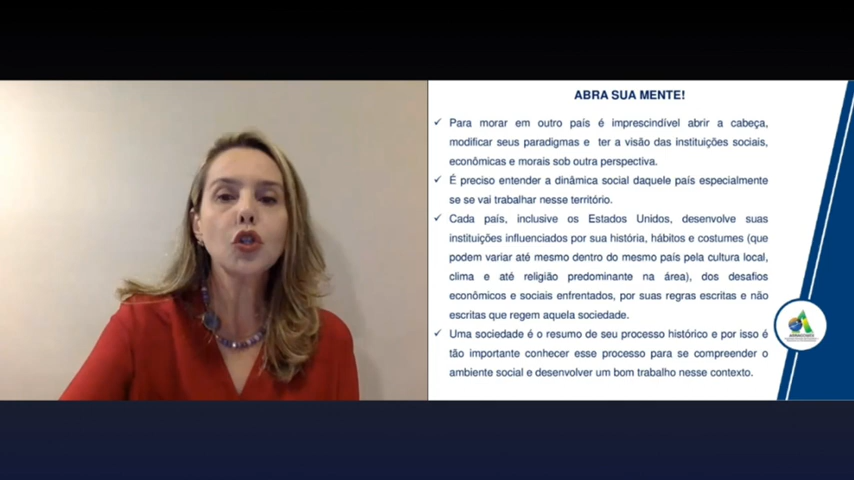 ABRA SUA MENTE!
✓ Para morar em outro país é imprescindível abrir a cabeça,
modificar seus paradigmas e ter a visão das instituições sociais,
econômicas e morais sob outra perspectiva.
✓ É preciso entender a dinâmica social daquele país especialmente
se se vai trabalhar nesse território.
✓ Cada país, inclusive os Estados Unidos, desenvolve suas
instituições influenciados por sua história, hábitos e costumes (que
podem variar até mesmo dentro do mesmo país pela cultura local,
clima e até religião predominante na área), dos desafios
econômicos e sociais enfrentados, por suas regras escritas e não
escritas que regem aquela sociedade.
✓ Uma sociedade é o resumo de seu processo histórico e por isso é
tão importante conhecer esse processo para se compreender o
ambiente social e desenvolver um bom trabalho nesse contexto.